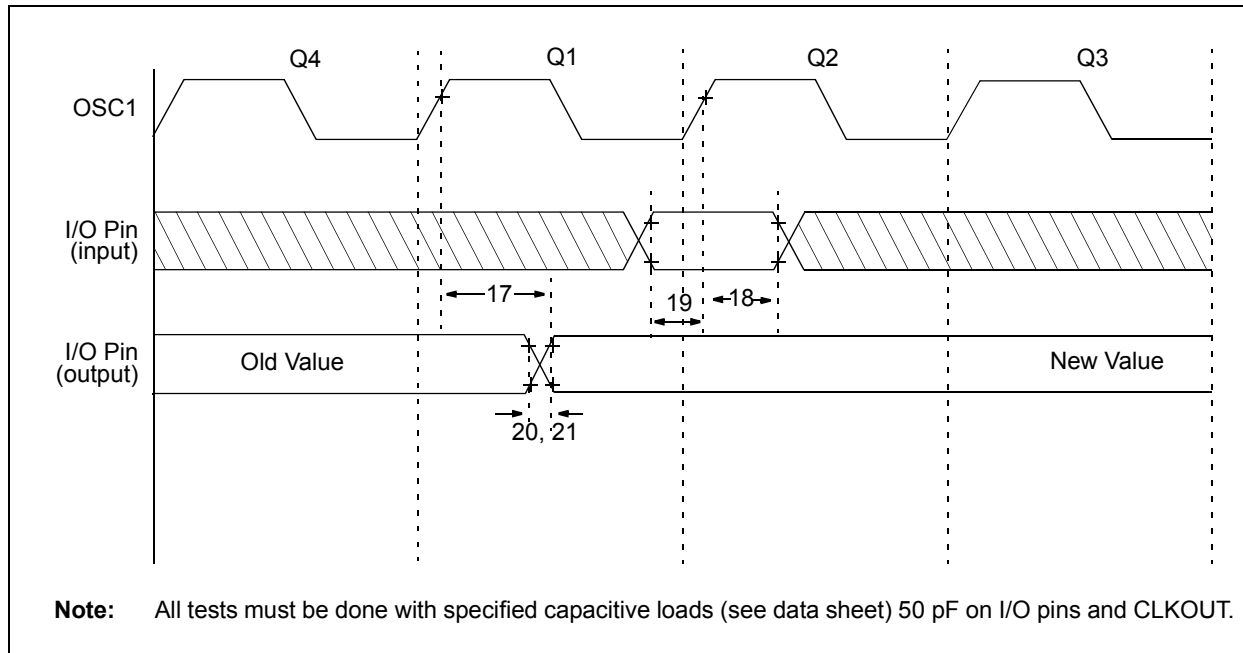 Q4 Q1 Q2 Q3
OSC1
I/O Pin
(input)
17 19 18
I/O Pin
(output)
Old Value New Value
20, 21
Note: All tests must be done with specified capacitive loads (see data sheet) 50 pF on I/O pins and CLKOUT.